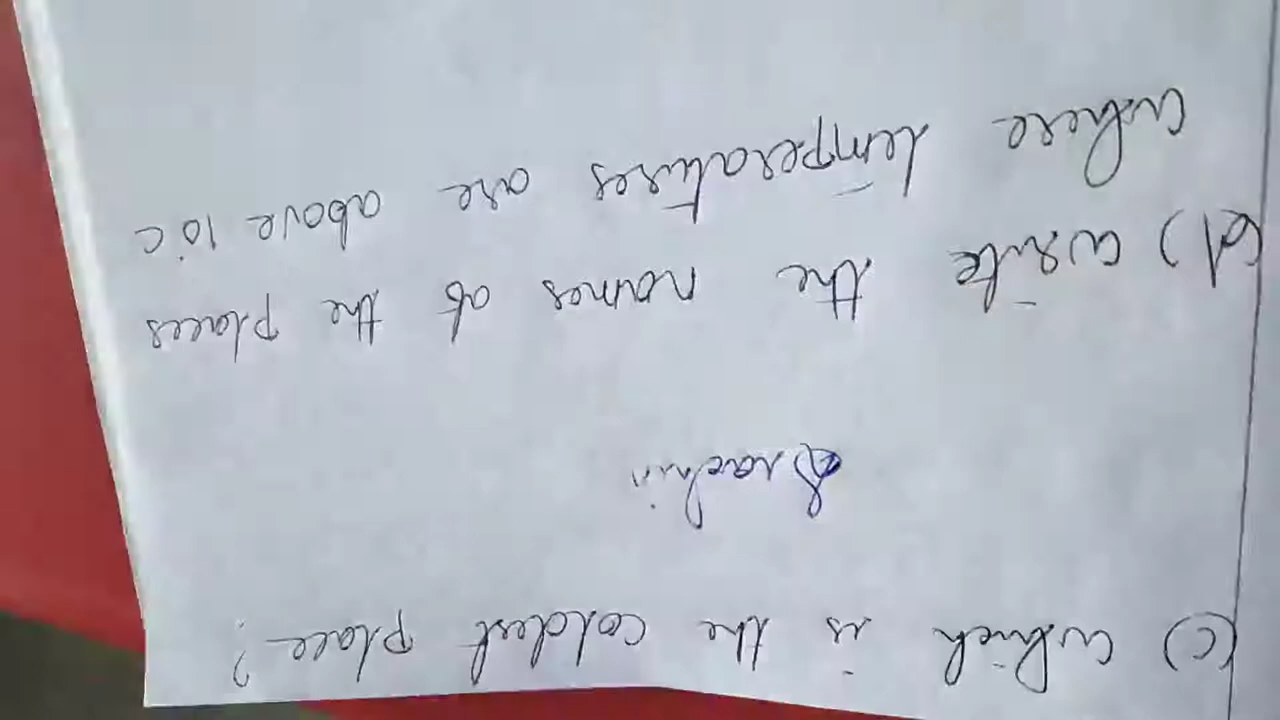 (c) which is the coldest place?
(d) write the names of the places
where temperatures are above 10°c